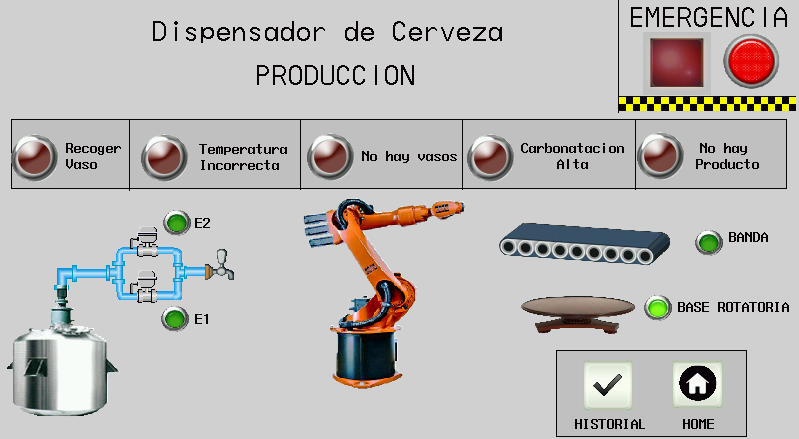 Dispensador de Cerveza
PRODUCCION
EMERGENCIA
Recoger
Vaso
Temperatura
Incorrecta
No hay vasos
Carbonatacion
Alta
No hay
Producto
E2
E1
BANDA
BASE ROTATORIA
HISTORIAL
HOME